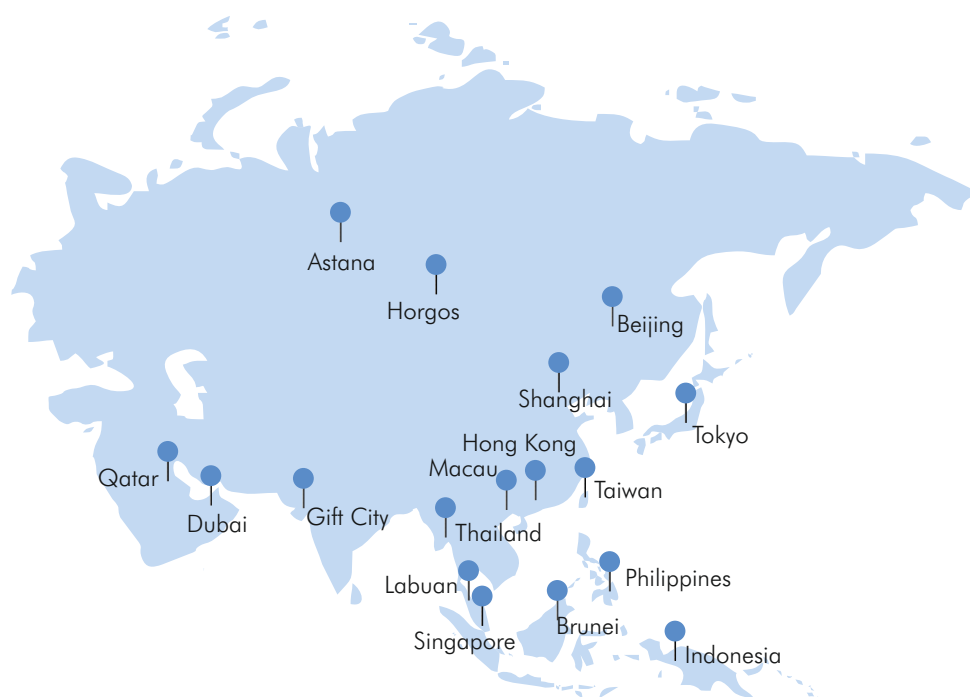 Astana
Horgos
Beijing
Shanghai
Tokyo
Hong Kong
Macau
Qatar
Taiwan
Gift City
Dubai
Thailand
Philippines
Labuan
Brunei
Singapore
Indonesia